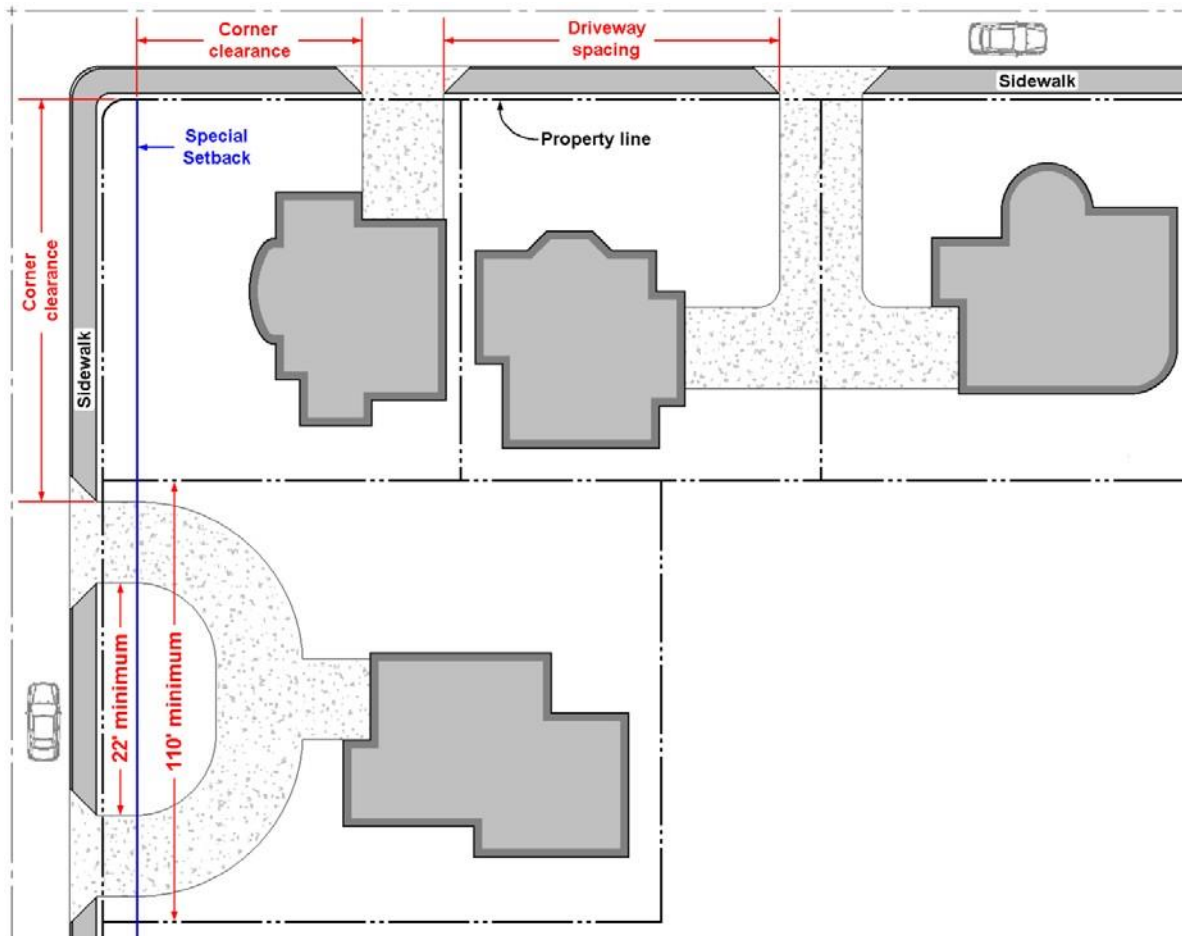 Corner
clearance
Driveway
spacing
Sidewalk
Special
Setback
Property line
Corner
clearance
Sidewalk
22' minimum
110' minimum